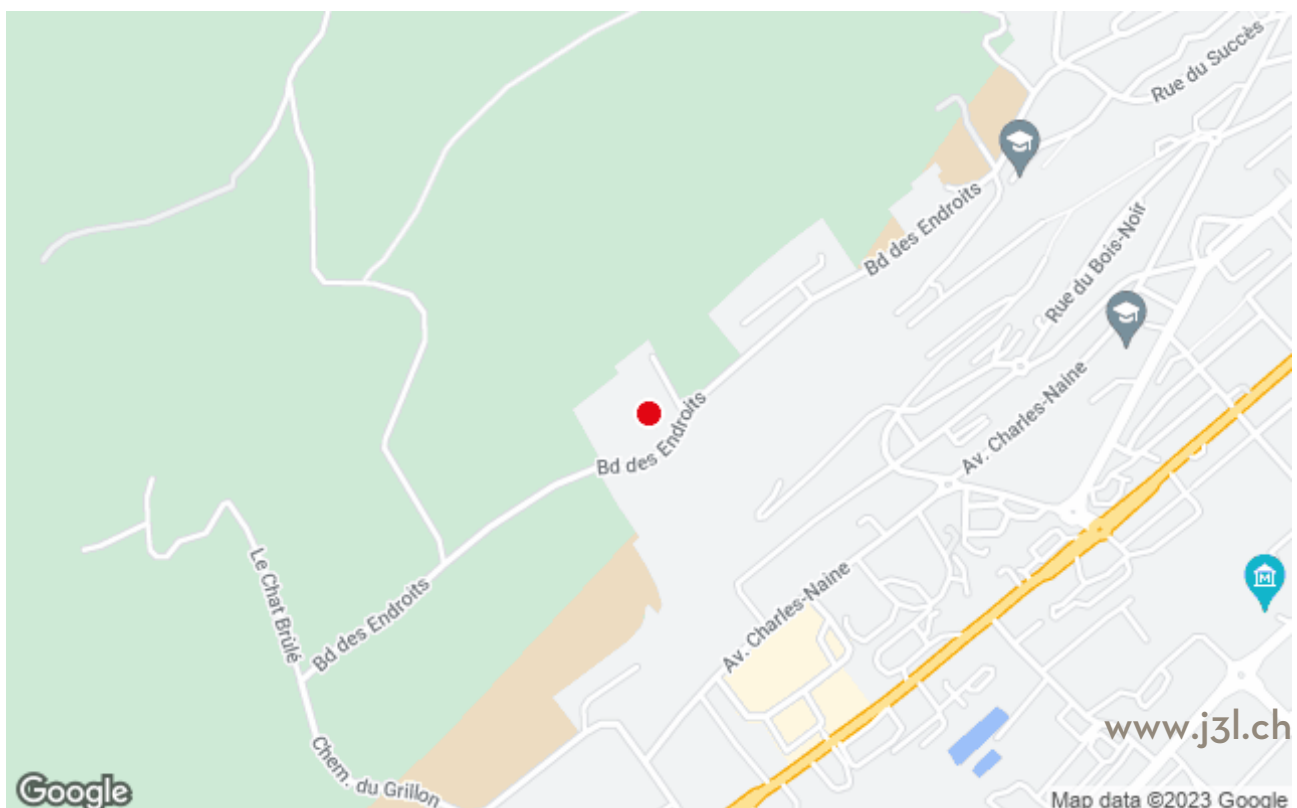 Rue du Succès
Bd des Endroits
Rue du Bois-Noir
Av. Charles-Naine
Bd des Endroits
Le Chat Brûlé
Bd des Endroits
Av. Charles-Naine
www.j3l.ch
Chem. du Grillon
Google
Map data ©2023 Google
M